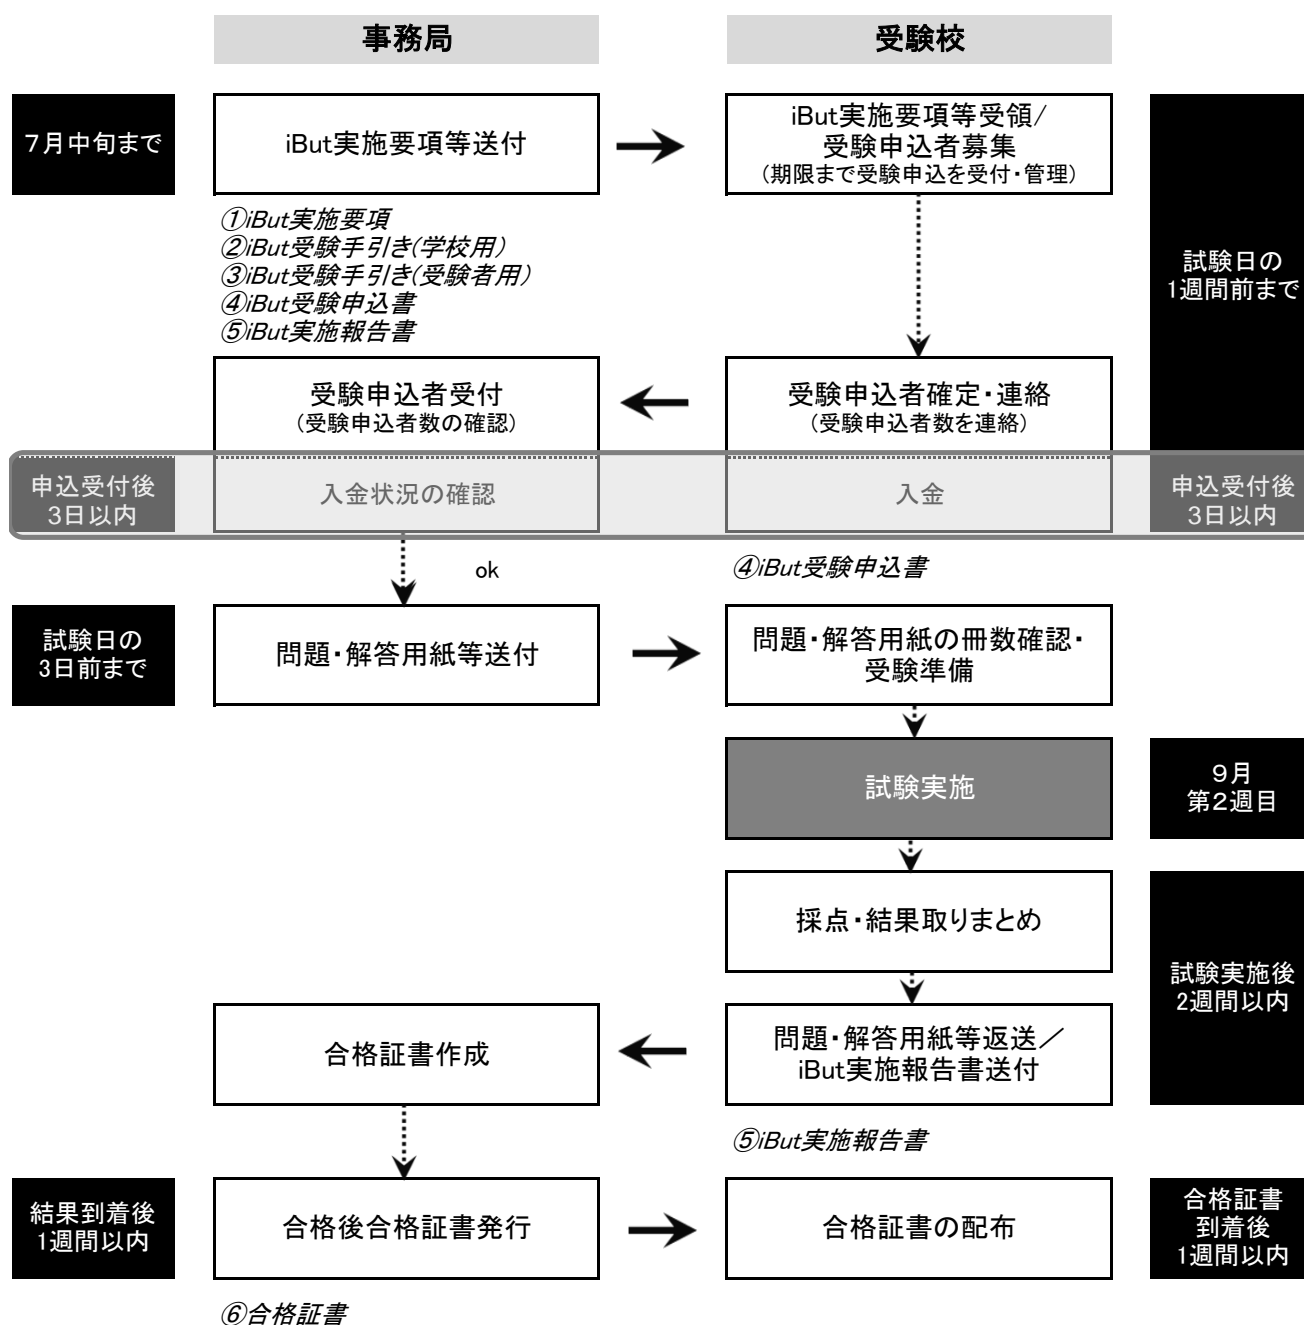 事務局
受験校
7月中旬まで
iBut実施要項等送付
iBut実施要項等受領/
受験申込者募集
(期限まで受験申込を受付・管理)
①iBut実施要項
②iBut受験手引き(学校用)
③iBut受験手引き(受験者用)
④iBut受験申込書
⑤iBut実施報告書
試験日の
1週間前まで
受験申込者受付
(受験申込者数の確認)
受験申込者確定・連絡
(受験申込者数を連絡)
申込受付後
3日以内
入金状況の確認
入金
申込受付後
3日以内
ok
④iBut受験申込書
試験日の
3日前まで
問題・解答用紙等送付
問題・解答用紙の冊数確認・
受験準備
試験実施
9月
第2週目
採点・結果取りまとめ
試験実施後
2週間以内
合格証書作成
問題・解答用紙等返送/
iBut実施報告書送付
⑤iBut実施報告書
結果到着後
1週間以内
合格後合格証書発行
合格証書の配布
合格証書
到着後
1週間以内
⑥合格証書